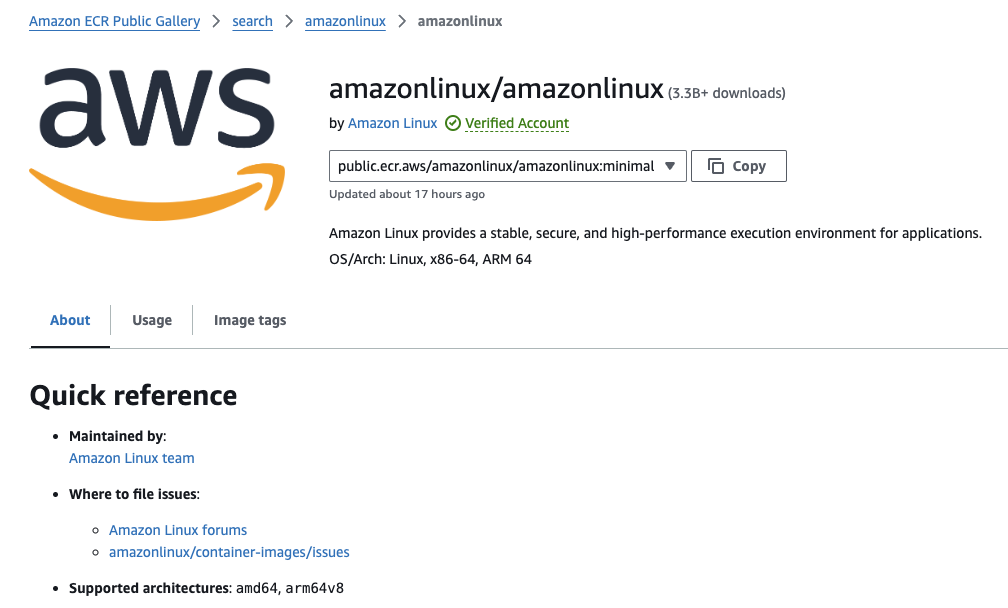 Amazon ECR Public Gallery > search > amazonlinux > amazonlinux
aws
amazonlinux/amazonlinux (3.3B+ downloads)
by Amazon Linux Verified Account
public.ecr.aws/amazonlinux/amazonlinux:minimal Copy
Updated about 17 hours ago
Amazon Linux provides a stable, secure, and high-performance execution environment for applications.
OS/Arch: Linux, x86-64, ARM 64
About Usage Image tags
Quick reference
• Maintained by:
Amazon Linux team
• Where to file issues:
◦ Amazon Linux forums
◦ amazonlinux/container-images/issues
• Supported architectures: amd64, arm64v8